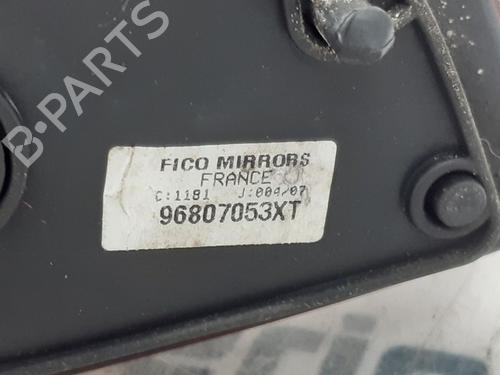 B-PARTS
FICO MIRRORS
FRANCE
C:1181 J:004/07
96807053XT